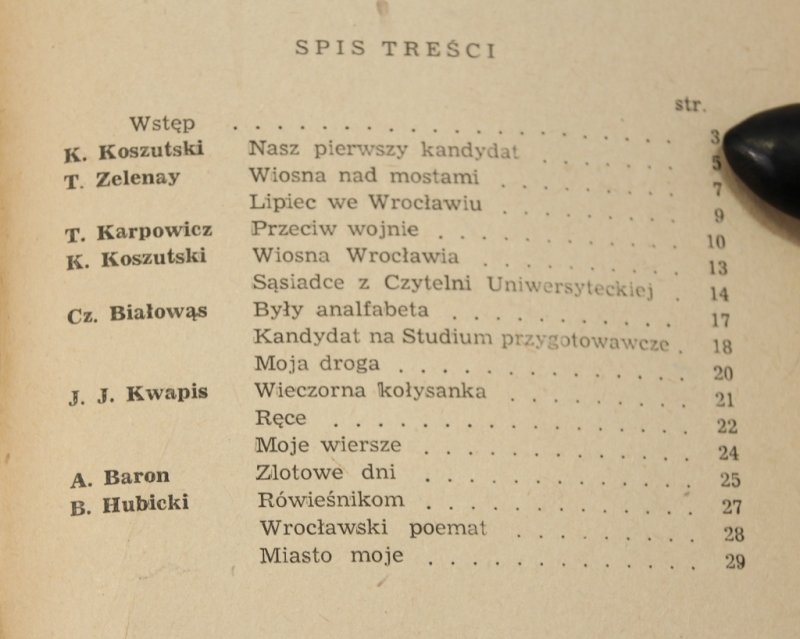 SPIS TREŚCI
str.
Wstęp . . . . . . . . . . . . . . . . . . 3
K. Koszutski Nasz pierwszy kandydat . . . . . . 5
T. Zelenay Wiosna nad mostami . . . . . . . 7
Lipiec we Wrocławiu . . . . . . . 9
T. Karpowicz Przeciw wojnie . . . . . . . . . 10
K. Koszutski Wiosna Wrocławia . . . . . . . . 13
Sąsiadce z Czytelni Uniwersyteckiej . 14
Cz. Białowąs Były analfabeta . . . . . . . . . 17
Kandydat na Studium przygotowawcze . 18
Moja droga . . . . . . . . . . . 20
J. J. Kwapis Wieczorna kołysanka . . . . . . . 21
Ręce . . . . . . . . . . . . . 22
Moje wiersze . . . . . . . . . . 24
A. Baron Zlotowe dni . . . . . . . . . . 25
B. Hubicki Rówieśnikom . . . . . . . . . . 27
Wrocławski poemat . . . . . . . 28
Miasto moje . . . . . . . . . . 29